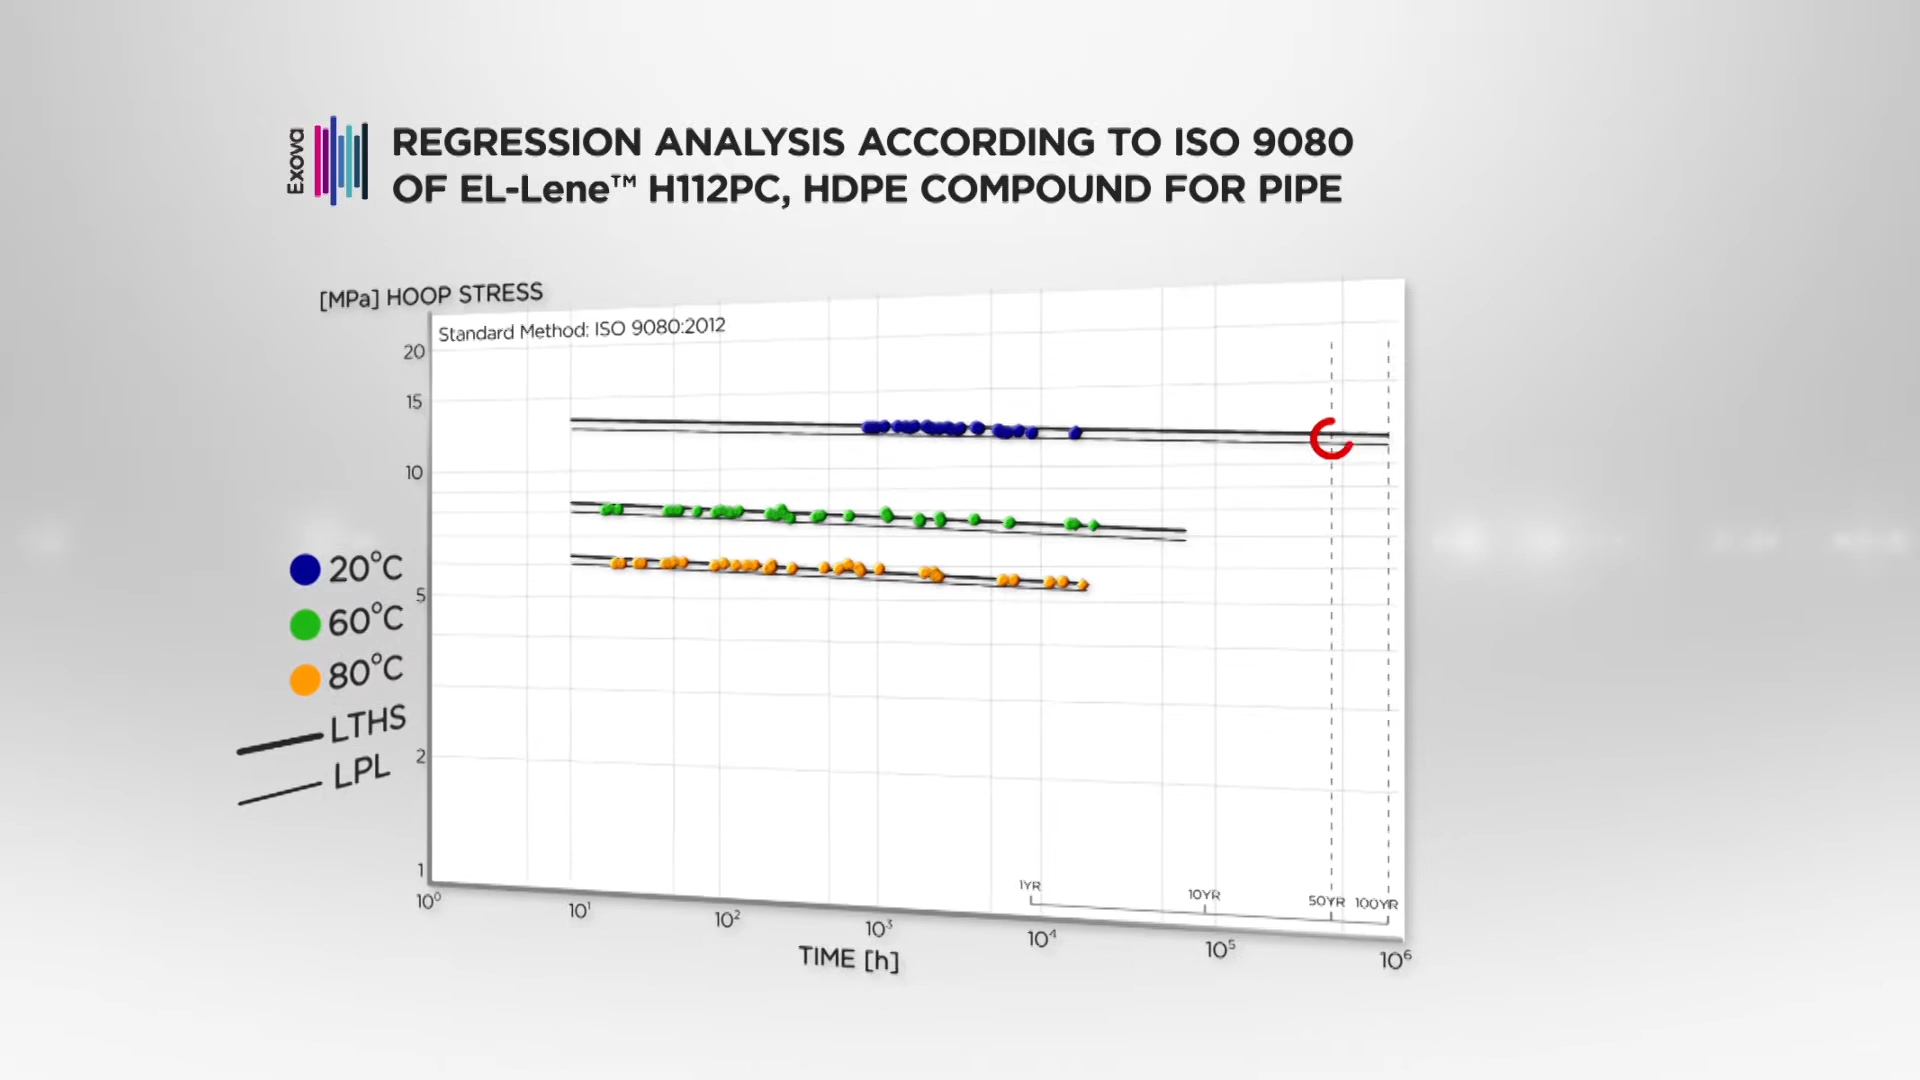 Exova
REGRESSION ANALYSIS ACCORDING TO ISO 9080
OF EL-Lene™ H112PC, HDPE COMPOUND FOR PIPE
[MPa] HOOP STRESS
Standard Method: ISO 9080:2012
20
15
10
5
2
1
20°C
60°C
80°C
LTHS
LPL
1YR
10YR
50YR
100YR
10⁰
10¹
10²
10³
10⁴
10⁵
10⁶
TIME [h]